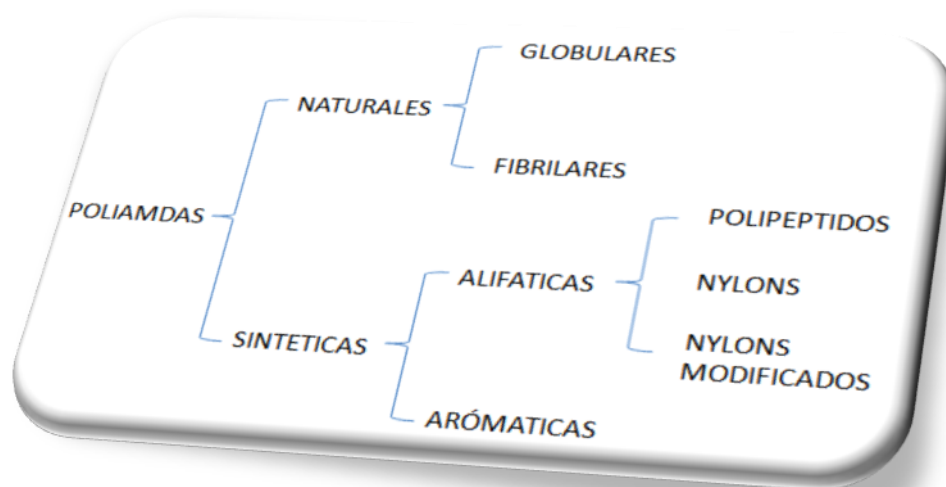 GLOBULARES
NATURALES
FIBRILARES
POLIAMDAS
POLIPEPTIDOS
ALIFATICAS
NYLONS
SINTETICAS
NYLONS
MODIFICADOS
ARÓMATICAS